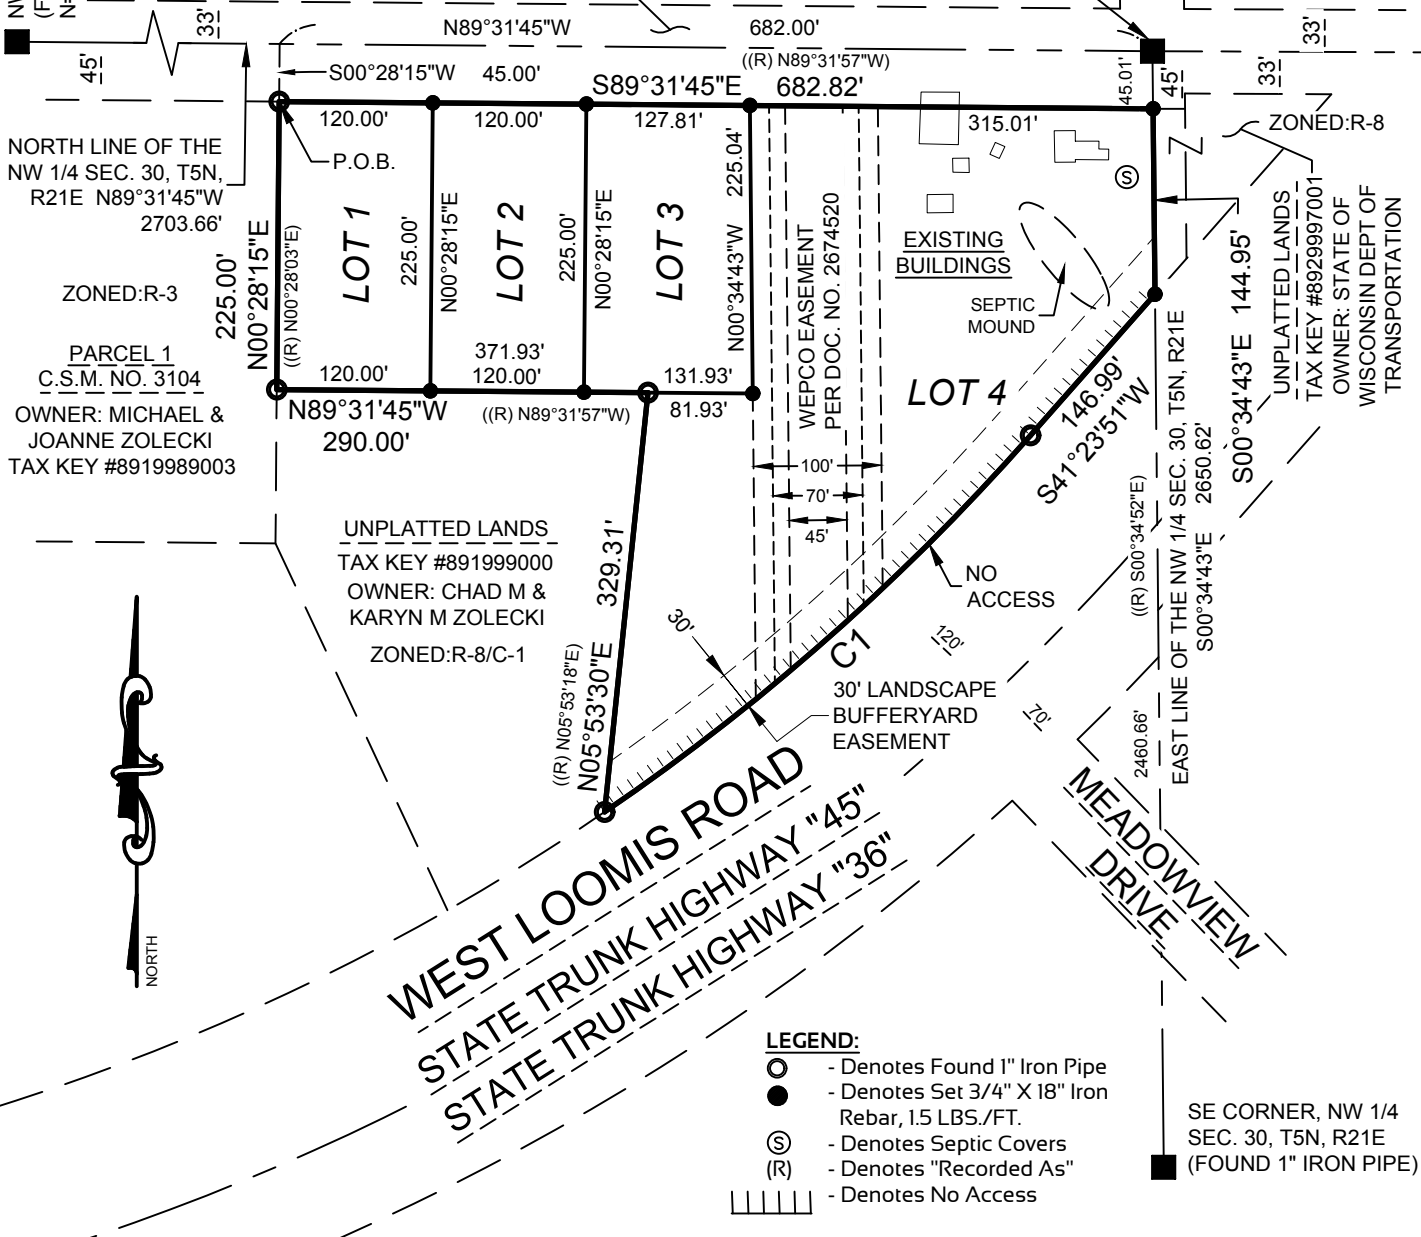 NW
(F
N=
33'
45'
N89°31'45"W
682.00'
((R) N89°31'57"W)
S00°28'15"W
45.00'
S89°31'45"E
682.82'
45.01'
45'
33'
33'
120.00'
120.00'
127.81'
315.01'
ZONED:R-8
NORTH LINE OF THE
NW 1/4 SEC. 30, T5N,
R21E N89°31'45"W
2703.66'
P.O.B.
225.00'
N00°28'15"E
((R) N00°28'03"E)
LOT 1
225.00'
N00°28'15"E
LOT 2
225.00'
N00°28'15"E
LOT 3
225.04'
N00°34'43"W
WEPCO EASEMENT
PER DOC. NO. 2674520
S
EXISTING
BUILDINGS
SEPTIC
MOUND
LOT 4
UNPLATTED LANDS
TAX KEY #8929997001
OWNER: STATE OF
WISCONSIN DEPT OF
TRANSPORTATION
S00°34'43"E 144.95'
ZONED:R-3
PARCEL 1
C.S.M. NO. 3104
OWNER: MICHAEL &
JOANNE ZOLECKI
TAX KEY #8919989003
371.93'
120.00'
120.00'
131.93'
N89°31'45"W
290.00'
((R) N89°31'57"W)
81.93'
146.99'
S41°23'51"W
100'
70'
45'
UNPLATTED LANDS
TAX KEY #891999000
OWNER: CHAD M &
KARYN M ZOLECKI
ZONED:R-8/C-1
329.31'
N05°53'30"E
((R) N05°53'18"E)
30'
C1
NO
ACCESS
120'
70'
30' LANDSCAPE
BUFFERYARD
EASEMENT
((R) S00°34'52"E)
2460.66'
EAST LINE OF THE NW 1/4 SEC. 30, T5N, R21E
S00°34'43"E 2650.62'
WEST LOOMIS ROAD
STATE TRUNK HIGHWAY "45"
STATE TRUNK HIGHWAY "36"
MEADOWVIEW
DRIVE
NORTH
LEGEND:
- Denotes Found 1" Iron Pipe
- Denotes Set 3/4" X 18" Iron
Rebar, 1.5 LBS./FT.
S - Denotes Septic Covers
(R) - Denotes "Recorded As"
- Denotes No Access
SE CORNER, NW 1/4
SEC. 30, T5N, R21E
(FOUND 1" IRON PIPE)